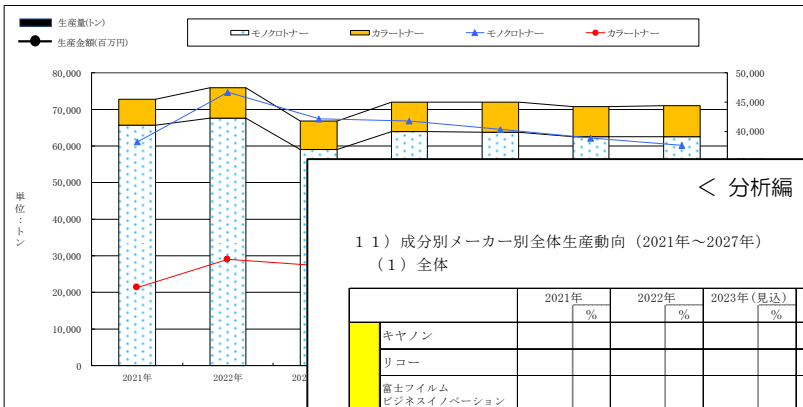 生産量(トン)
生産金額(百万円)
モノクロトナー
カラートナー
モノクロトナー
カラートナー
80,000
70,000
60,000
50,000
40,000
30,000
20,000
10,000
0
単位：トン
50,000
45,000
40,000
2021年
2022年
＜ 分析編
１１）成分別メーカー別全体生産動向（2021年～2027年）
（１）全体
2021年 2022年 2023年(見込)
% % %
キヤノン
リコー
富士フイルム
ビジネスイノベーション